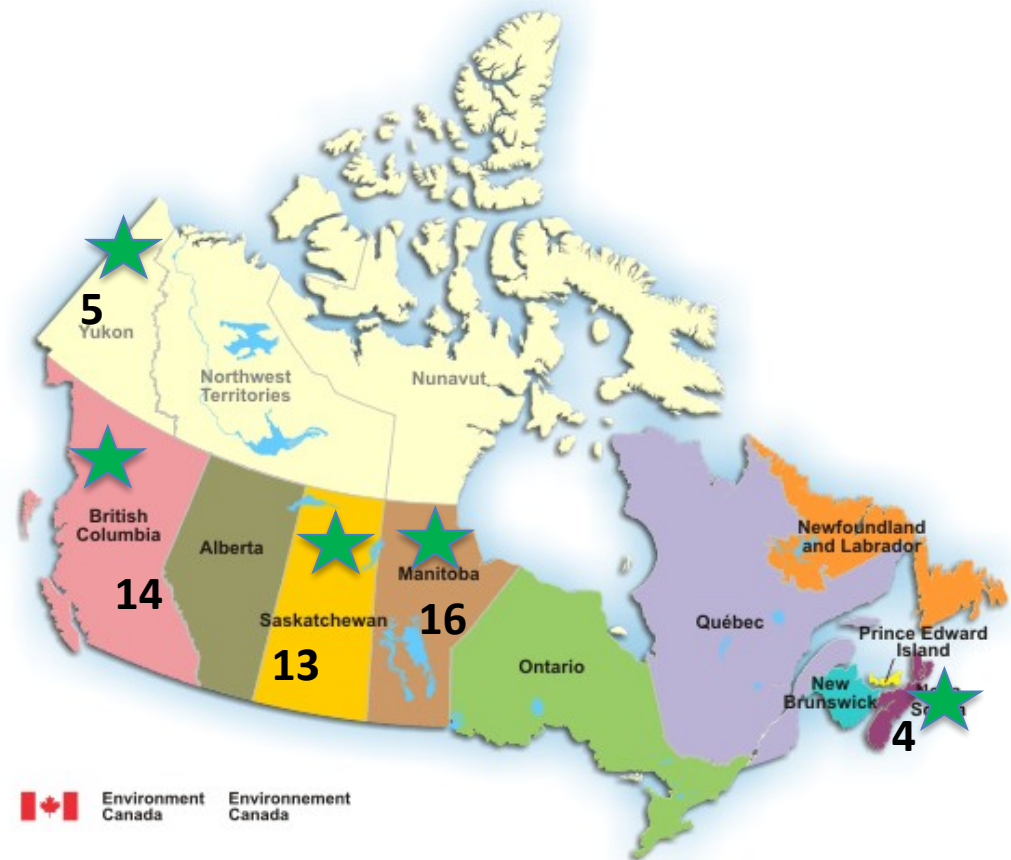 5
Yukon
Northwest
Territories
Nunavut
British
Columbia
14
Alberta
Saskatchewan
13
Manitoba
16
Ontario
Québec
Newfoundland
and Labrador
Prince Edward
Island
New
Brunswick
4
Environment
Canada
Environnement
Canada